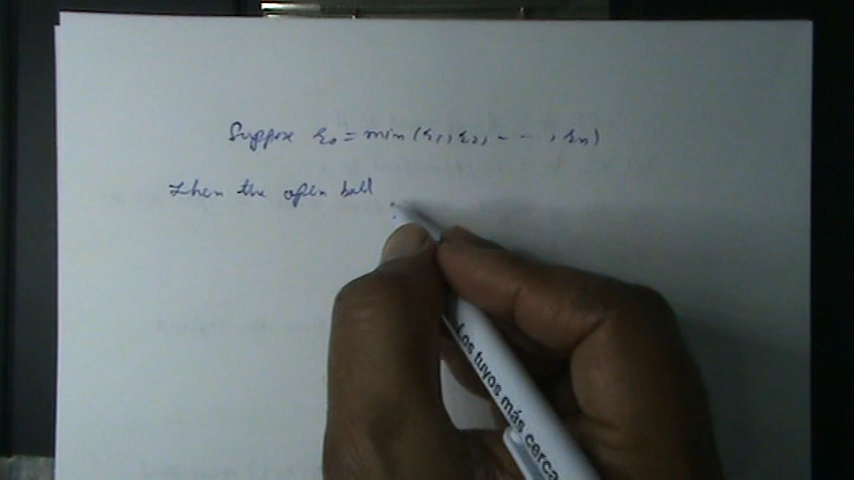 Suppose ε₀ = min (ε₁, ε₂, - - - -, εₙ)
Then the open ball
Los tuyos más cerca